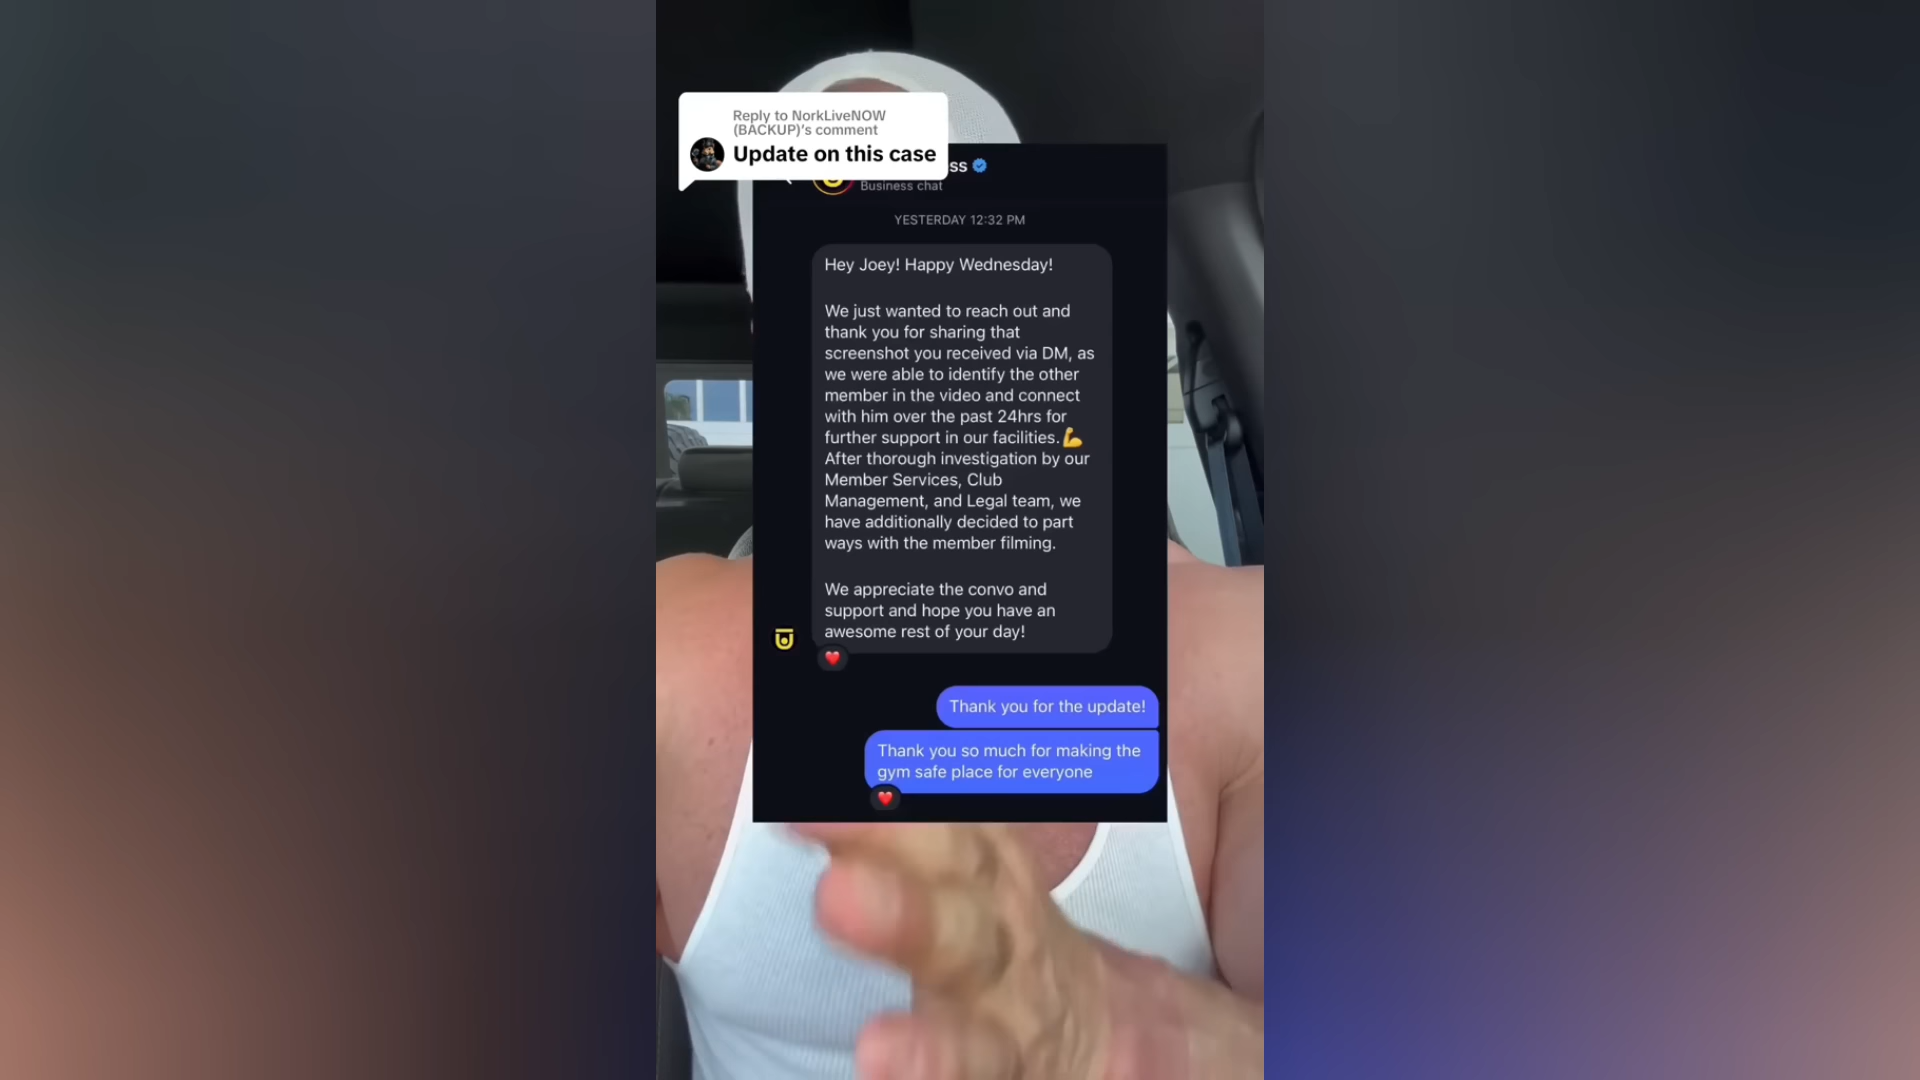 Reply to NorkLiveNOW
(BACKUP)'s comment
Update on this case
ss
Business chat
YESTERDAY 12:32 PM
Hey Joey! Happy Wednesday!
We just wanted to reach out and
thank you for sharing that
screenshot you received via DM, as
we were able to identify the other
member in the video and connect
with him over the past 24hrs for
further support in our facilities.💪
After thorough investigation by our
Member Services, Club
Management, and Legal team, we
have additionally decided to part
ways with the member filming.
We appreciate the convo and
support and hope you have an
awesome rest of your day!
Thank you for the update!
Thank you so much for making the
gym safe place for everyone